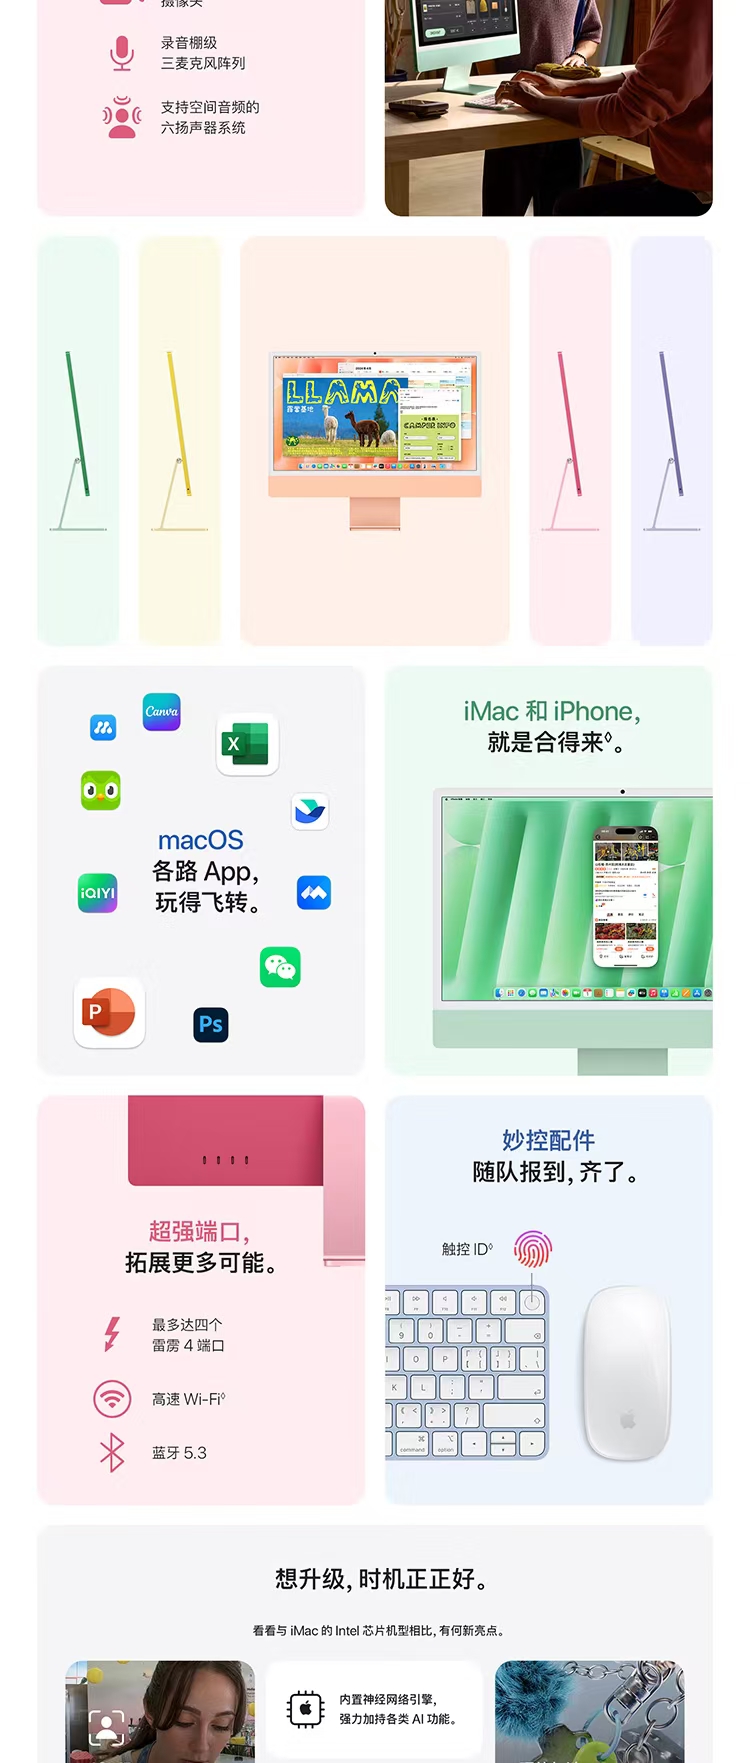 摄像头
录音棚级
三麦克风阵列
支持空间音频的
六扬声器系统
LLAMA
露营基地
CAMPER INFO
Canva
X
iQIYI
P
Ps
macOS
各路 App，
玩得飞转。
iMac 和 iPhone，
就是合得来◊。
超强端口，
拓展更多可能。
最多达四个
雷雳 4 端口
高速 Wi-Fi◊
蓝牙 5.3
妙控配件
随队报到，齐了。
触控 ID◊
9 0
O P
K L
command option
想升级，时机正正好。
看看与 iMac 的 Intel 芯片机型相比，有何新亮点。
内置神经网络引擎，
强力加持各类 AI 功能。